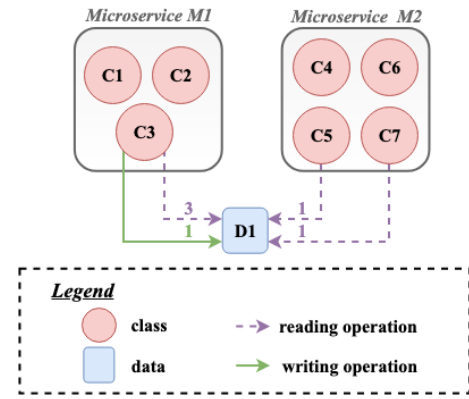 Microservice M1
Microservice M2
C1 C2 C4 C6
C3 C5 C7
3 1
1 D1 1
Legend
class reading operation
data writing operation